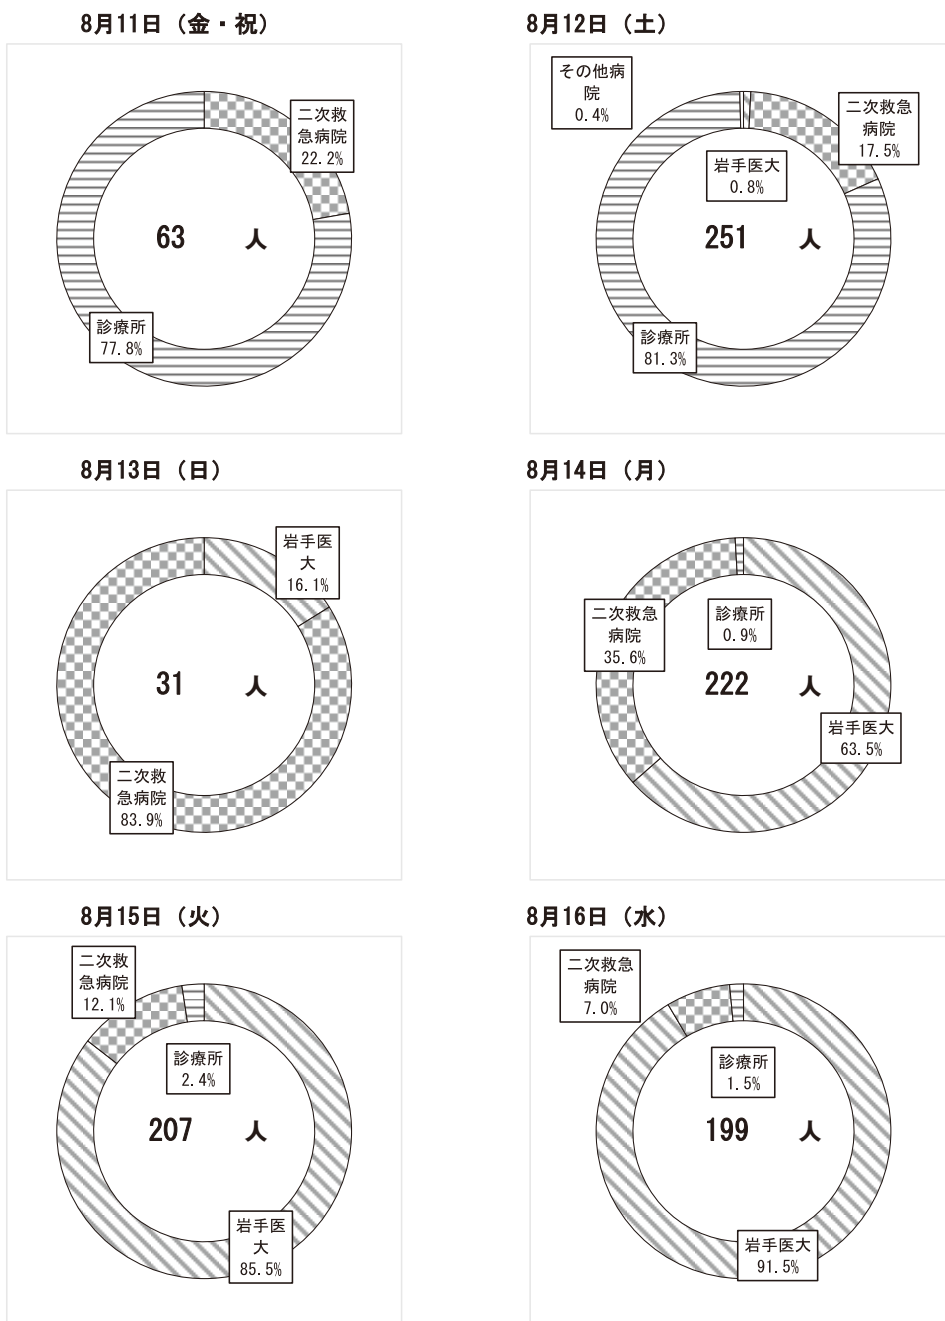 8月11日（金・祝）
二次救
急病院
22.2%
63 人
診療所
77.8%
8月12日（土）
その他病
院
0.4%
二次救急
病院
17.5%
岩手医大
0.8%
251 人
診療所
81.3%
8月13日（日）
岩手医
大
16.1%
31 人
二次救
急病院
83.9%
8月14日（月）
二次救急
病院
35.6%
診療所
0.9%
222 人
岩手医大
63.5%
8月15日（火）
二次救
急病院
12.1%
診療所
2.4%
207 人
岩手医
大
85.5%
8月16日（水）
二次救急
病院
7.0%
診療所
1.5%
199 人
岩手医大
91.5%